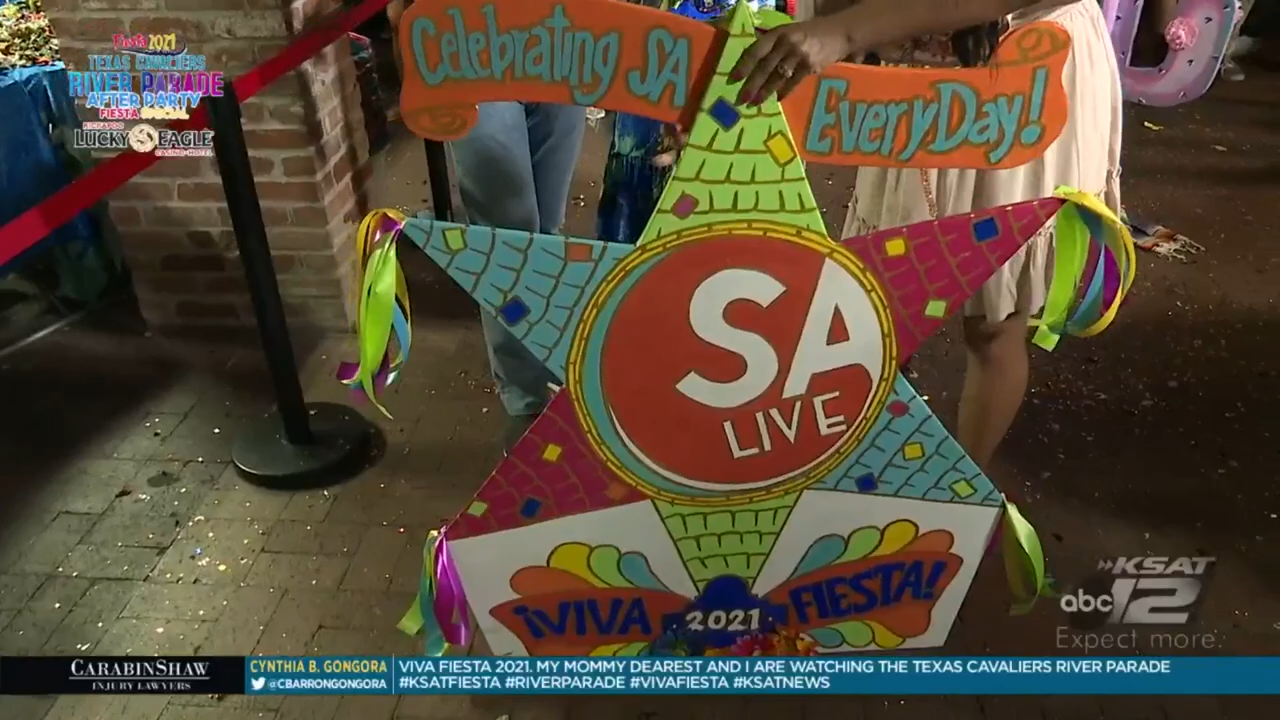 Fiesta 2021
TEXAS CAVALIERS
RIVER PARADE
AFTER PARTY
FIESTA SPECIAL
KICKAPOO
LUCKY EAGLE
CASINO·HOTEL
Celebrating SA
EveryDay!
SA
LIVE
¡VIVA
2021
FIESTA!
»KSAT
abc 12
Expect more.
CARABINSHAW
INJURY LAWYERS
CYNTHIA B. GONGORA
@CBARRONGONGORA
VIVA FIESTA 2021. MY MOMMY DEAREST AND I ARE WATCHING THE TEXAS CAVALIERS RIVER PARADE
#KSATFIESTA #RIVERPARADE #VIVAFIESTA #KSATNEWS